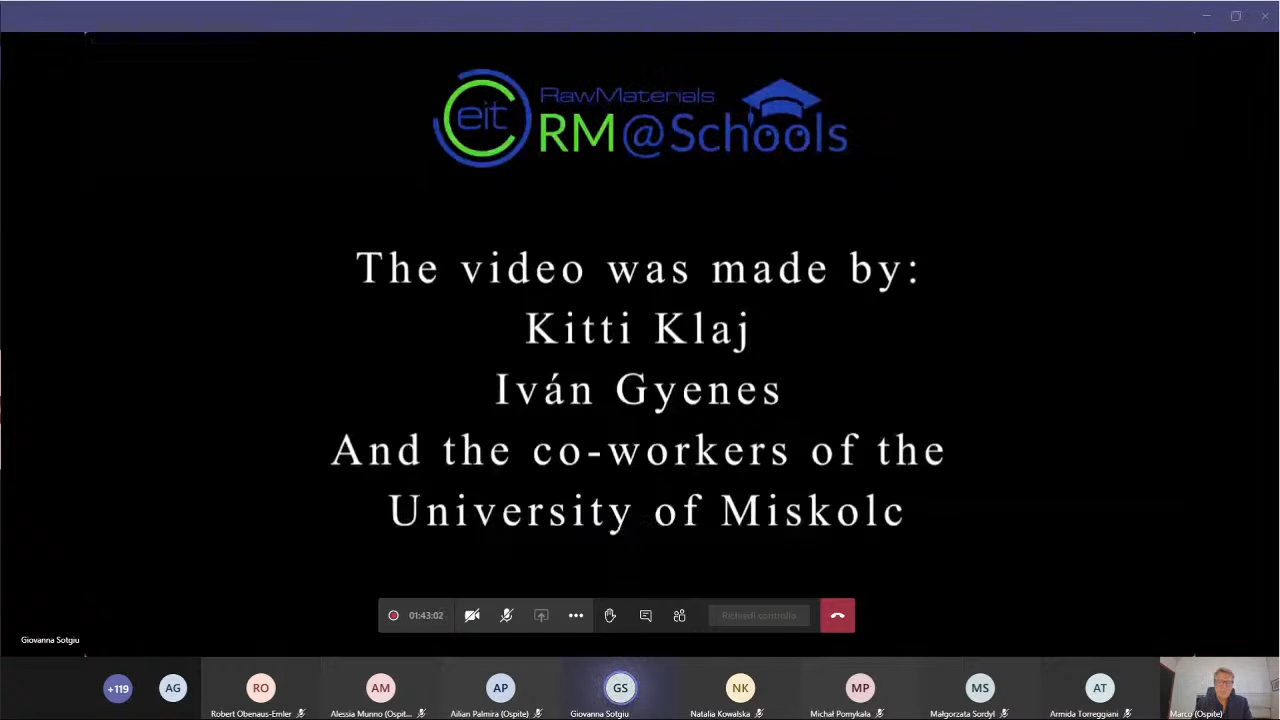 eit
RawMaterials
RM@Schools
The video was made by:
Kitti Klaj
Iván Gyenes
And the co-workers of the
University of Miskolc
01:43:02
Richiedi controllo
Giovanna Sotgiu
+119
AG
RO
AM
AP
GS
NK
MP
MS
AT
Robert Obenaus-Emler
Alessia Munno (Ospit...
Ailian Palmira (Ospite)
Giovanna Sotgiu
Natalia Kowalska
Michał Pomykała
Małgorzata Sordyl
Armida Torreggiani
Marco (Ospite)